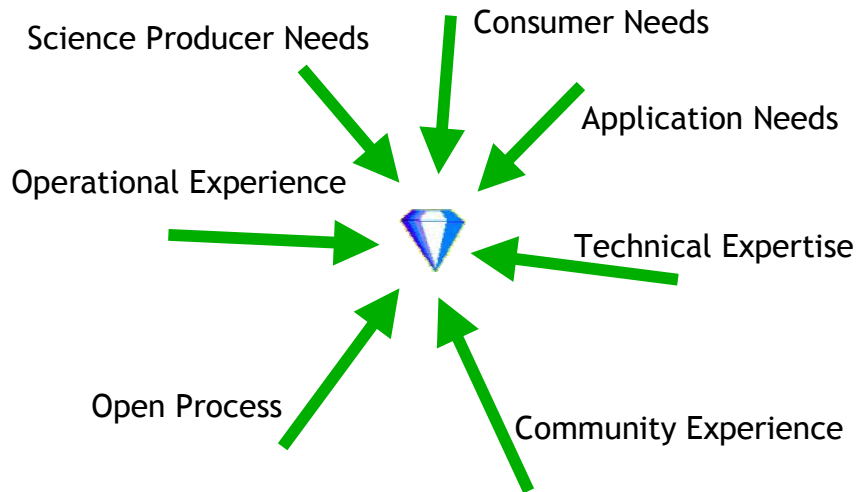 Consumer Needs
Science Producer Needs
Application Needs
Operational Experience
Technical Expertise
Open Process
Community Experience